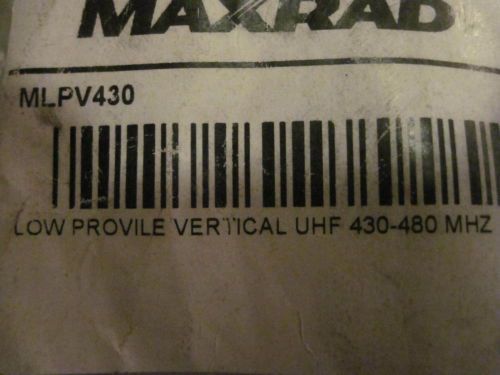 MAXRAD
MLPV430
LOW PROVILE VERTICAL UHF 430-480 MHZ